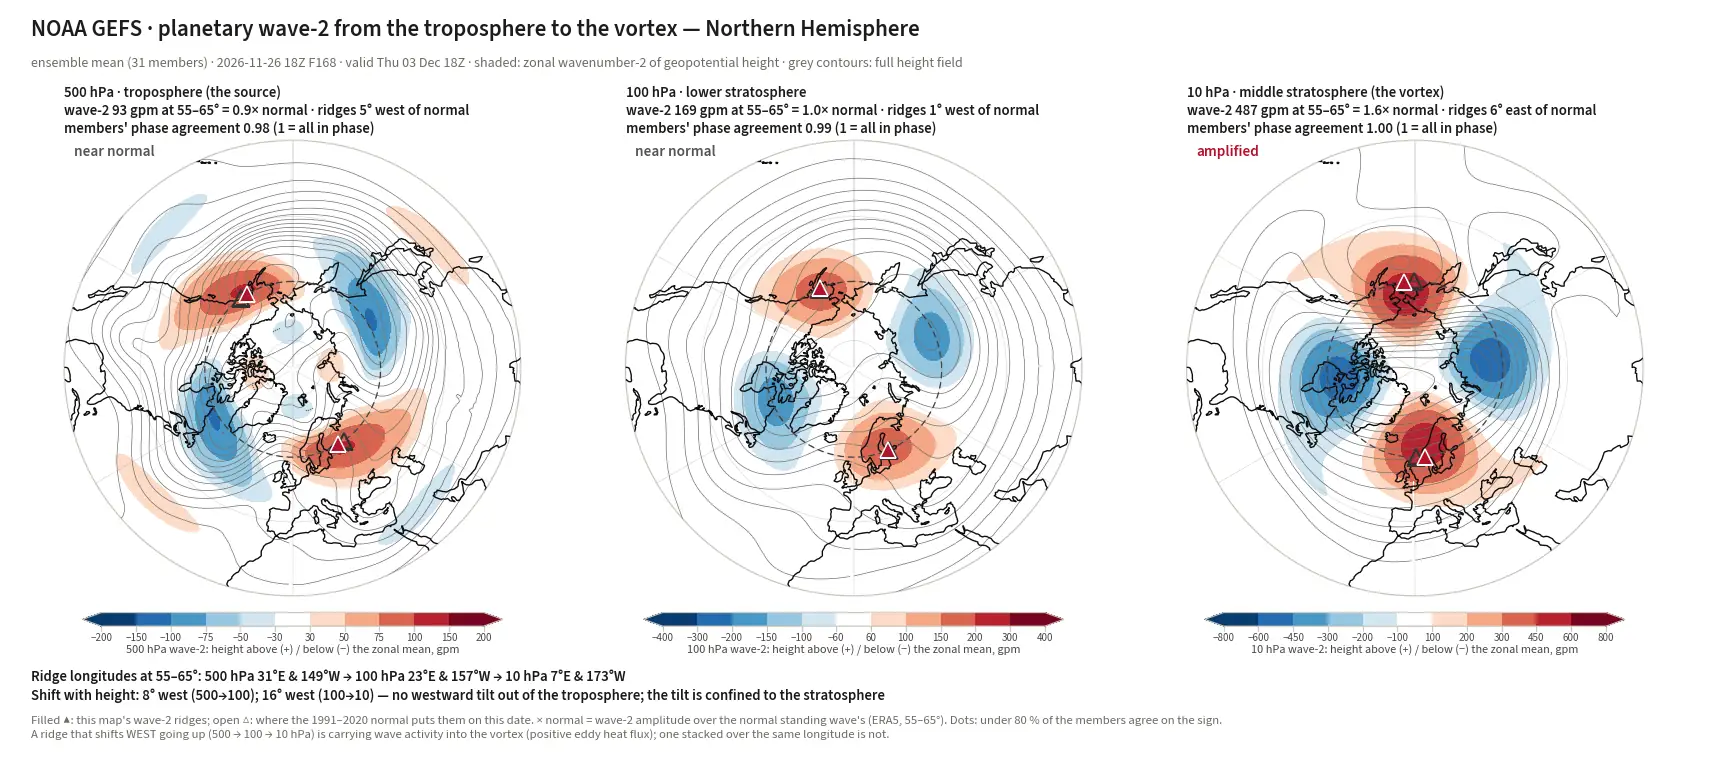 NOAA GEFS · planetary wave-2 from the troposphere to the vortex — Northern Hemisphere
ensemble mean (31 members) · 2026-11-26 18Z F168 · valid Thu 03 Dec 18Z · shaded: zonal wavenumber-2 of geopotential height · grey contours: full height field
500 hPa · troposphere (the source)
wave-2 93 gpm at 55–65° = 0.9× normal · ridges 5° west of normal
members' phase agreement 0.98 (1 = all in phase)
near normal
100 hPa · lower stratosphere
wave-2 169 gpm at 55–65° = 1.0× normal · ridges 1° west of normal
members' phase agreement 0.99 (1 = all in phase)
near normal
10 hPa · middle stratosphere (the vortex)
wave-2 487 gpm at 55–65° = 1.6× normal · ridges 6° east of normal
members' phase agreement 1.00 (1 = all in phase)
amplified
−200 −150 −100 −75 −50 −30 30 50 75 100 150 200
500 hPa wave-2: height above (+) / below (−) the zonal mean, gpm
−400 −300 −200 −150 −100 −60 60 100 150 200 300 400
100 hPa wave-2: height above (+) / below (−) the zonal mean, gpm
−800 −600 −450 −300 −200 −100 100 200 300 450 600 800
10 hPa wave-2: height above (+) / below (−) the zonal mean, gpm
Ridge longitudes at 55–65°: 500 hPa 31°E & 149°W → 100 hPa 23°E & 157°W → 10 hPa 7°E & 173°W
Shift with height: 8° west (500→100); 16° west (100→10) — no westward tilt out of the troposphere; the tilt is confined to the stratosphere
Filled ▲: this map's wave-2 ridges; open △: where the 1991–2020 normal puts them on this date. × normal = wave-2 amplitude over the normal standing wave's (ERA5, 55–65°). Dots: under 80 % of the members agree on the sign.
A ridge that shifts WEST going up (500 → 100 → 10 hPa) is carrying wave activity into the vortex (positive eddy heat flux); one stacked over the same longitude is not.